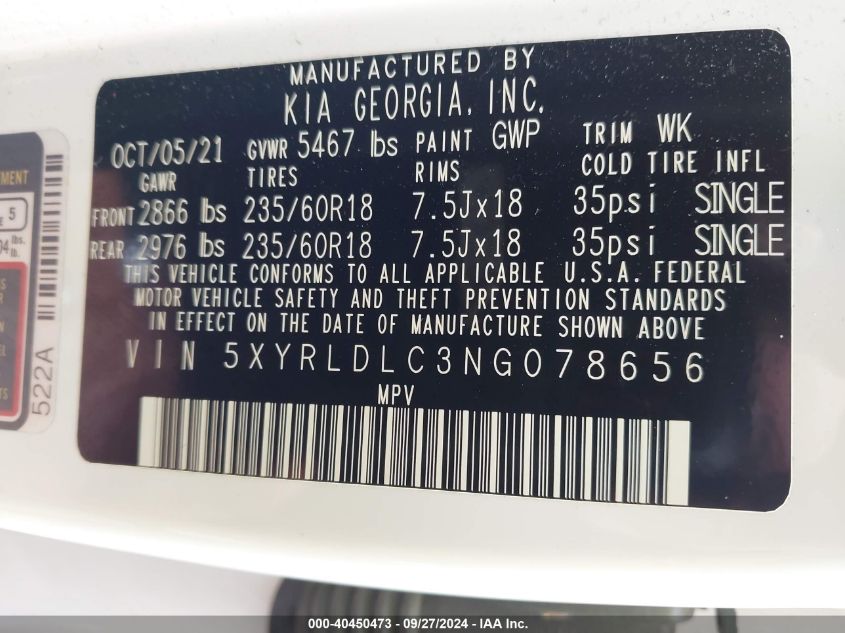 MANUFACTURED BY
KIA GEORGIA, INC.
OCT/05/21 GVWR 5467 lbs PAINT GWP TRIM WK
GAWR TIRES RIMS COLD TIRE INFL
FRONT 2866 lbs 235/60R18 7.5Jx18 35psi SINGLE
REAR 2976 lbs 235/60R18 7.5Jx18 35psi SINGLE
THIS VEHICLE CONFORMS TO ALL APPLICABLE U.S.A. FEDERAL
MOTOR VEHICLE SAFETY AND THEFT PREVENTION STANDARDS
IN EFFECT ON THE DATE OF MANUFACTURE SHOWN ABOVE
VIN 5XYRLDLC3NG078656
MPV
5
lbs.
lb.
522A
000-40450473 - 09/27/2024 - IAA Inc.